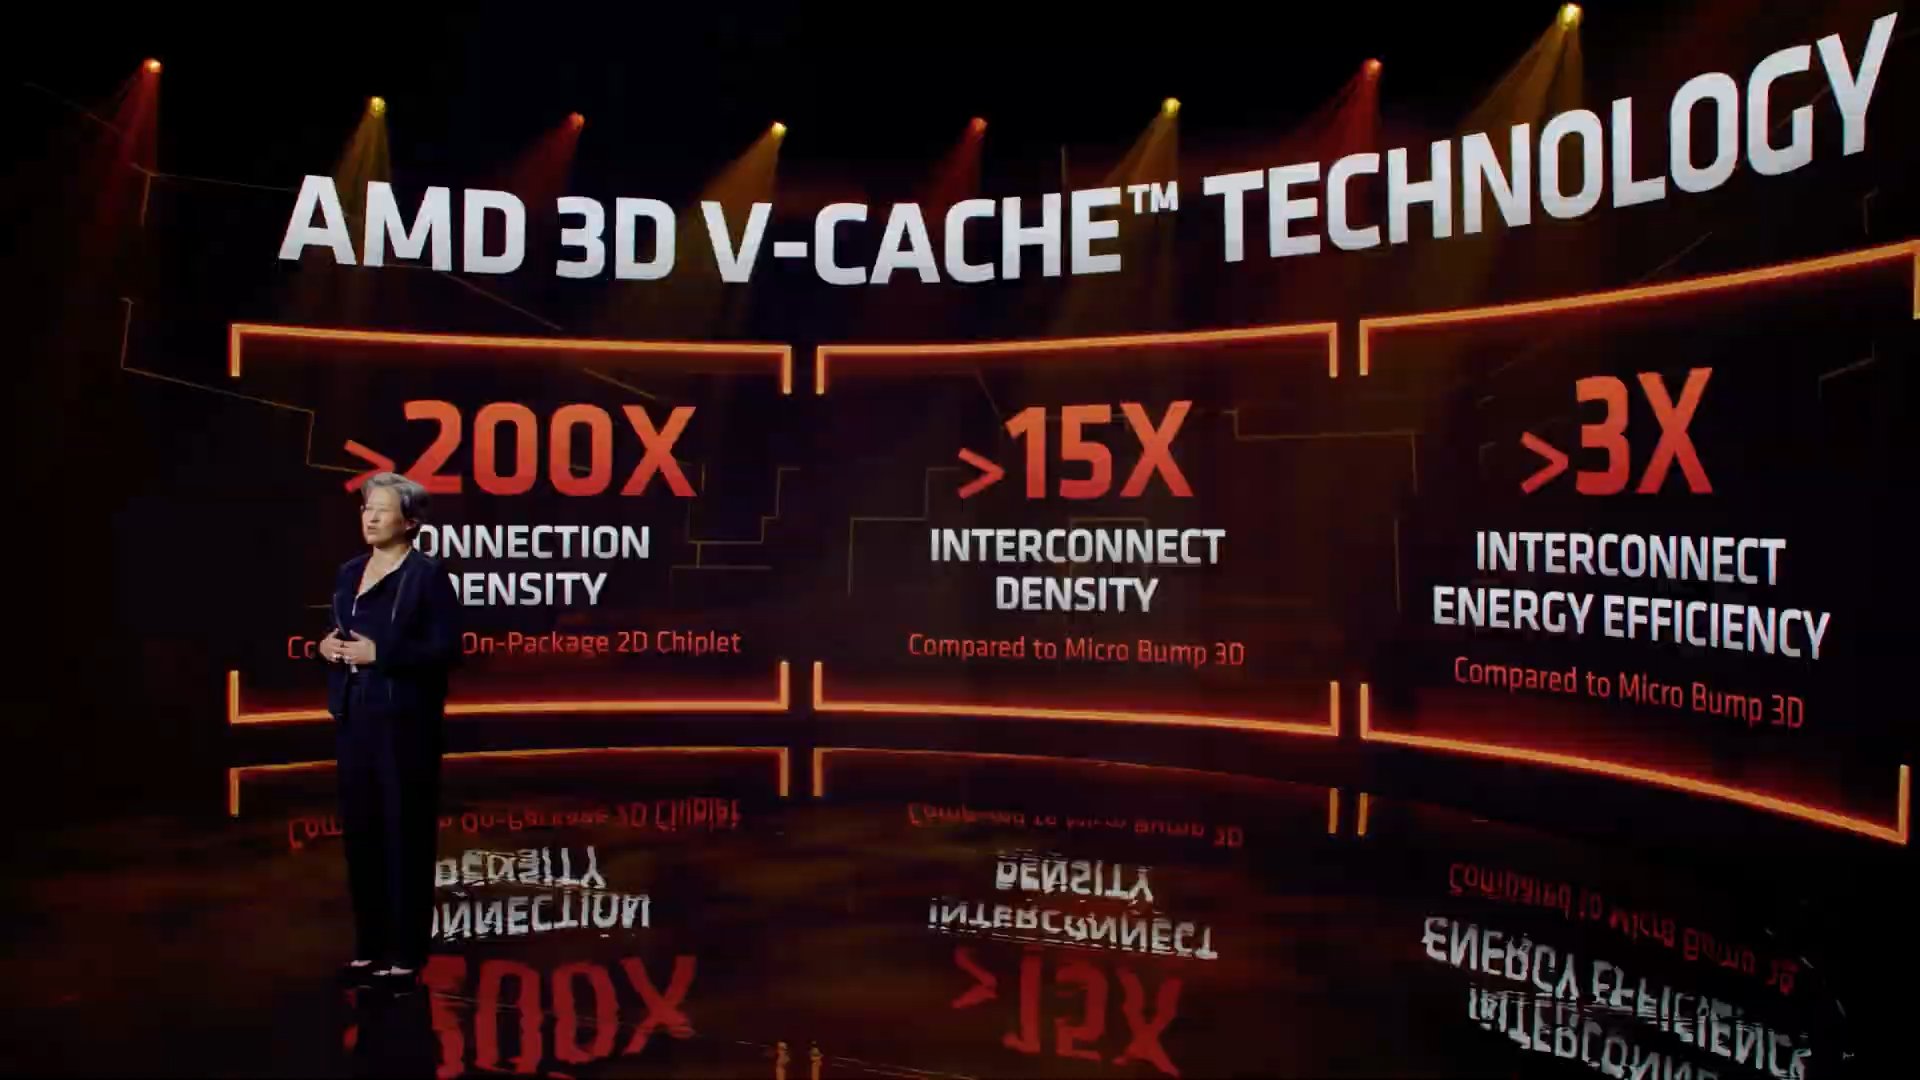 AMD 3D V-CACHE™ TECHNOLOGY
>200X
ONNECTION
ENSITY
On-Package 2D Chiplet
>15X
INTERCONNECT
DENSITY
Compared to Micro Bump 3D
>3X
INTERCONNECT
ENERGY EFFICIENCY
Compared to Micro Bump 3D